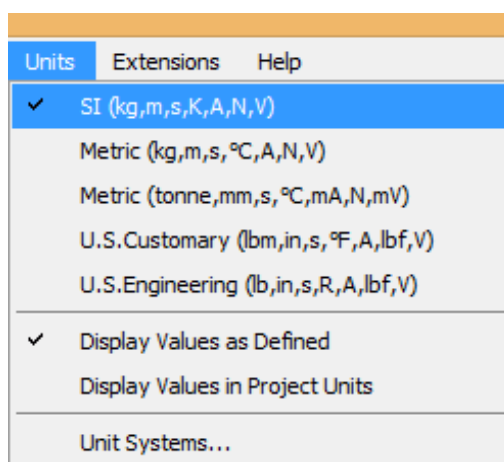 Units Extensions Help
SI (kg,m,s,K,A,N,V)
Metric (kg,m,s,°C,A,N,V)
Metric (tonne,mm,s,°C,mA,N,mV)
U.S.Customary (lbm,in,s,°F,A,lbf,V)
U.S.Engineering (lb,in,s,R,A,lbf,V)
Display Values as Defined
Display Values in Project Units
Unit Systems...